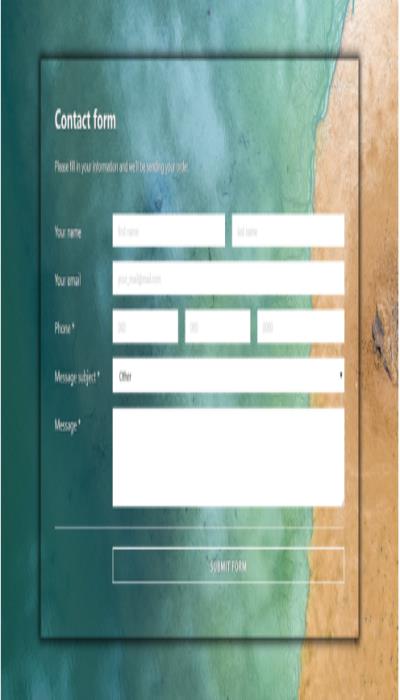 Contact form
Please fill in your information and we'll be sending your order.
Your name
first name
last name
Your email
your_mail@mail.com
Phone *
000
000
0000
Message subject *
Other
Message *
SUBMIT FORM